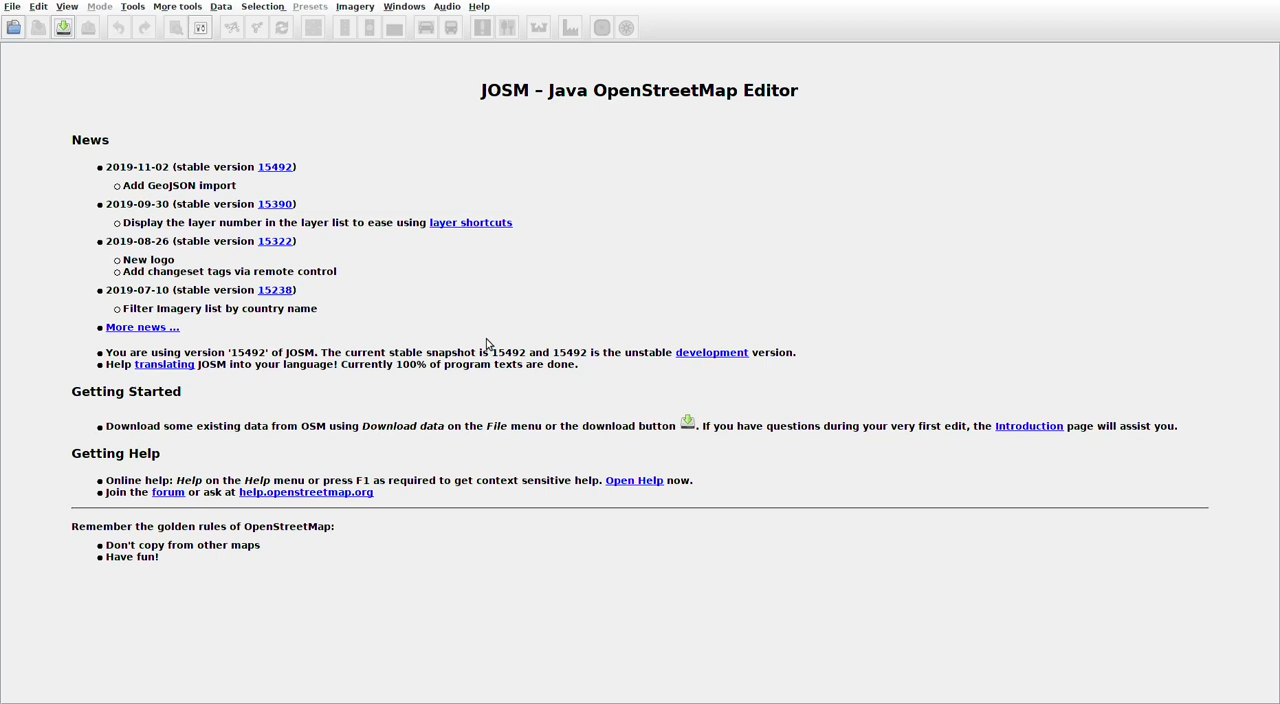 File Edit View Mode Tools More tools Data Selection Presets Imagery Windows Audio Help
JOSM – Java OpenStreetMap Editor
News
2019-11-02 (stable version 15492)
Add GeoJSON import
2019-09-30 (stable version 15390)
Display the layer number in the layer list to ease using layer shortcuts
2019-08-26 (stable version 15322)
New logo
Add changeset tags via remote control
2019-07-10 (stable version 15238)
Filter Imagery list by country name
More news ...
You are using version '15492' of JOSM. The current stable snapshot is 15492 and 15492 is the unstable development version.
Help translating JOSM into your language! Currently 100% of program texts are done.
Getting Started
Download some existing data from OSM using Download data on the File menu or the download button . If you have questions during your very first edit, the Introduction page will assist you.
Getting Help
Online help: Help on the Help menu or press F1 as required to get context sensitive help. Open Help now.
Join the forum or ask at help.openstreetmap.org
Remember the golden rules of OpenStreetMap:
Don't copy from other maps
Have fun!